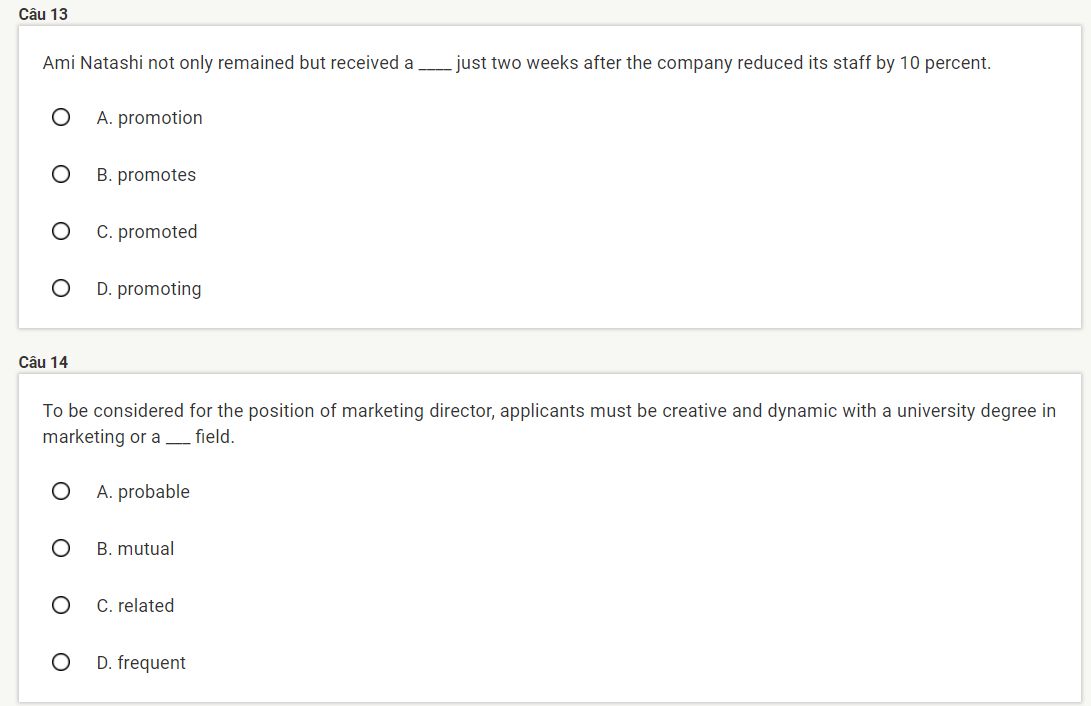 Câu 13
Ami Natashi not only remained but received a ____ just two weeks after the company reduced its staff by 10 percent.
A. promotion
B. promotes
C. promoted
D. promoting
Câu 14
To be considered for the position of marketing director, applicants must be creative and dynamic with a university degree in
marketing or a ___ field.
A. probable
B. mutual
C. related
D. frequent